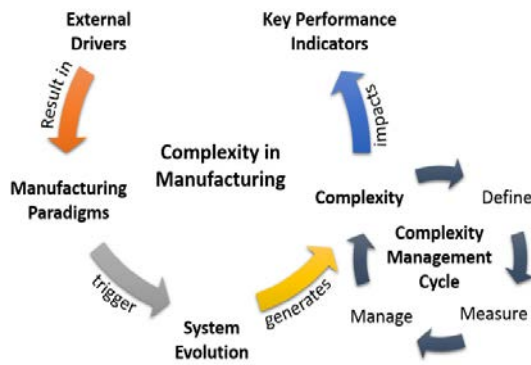 External
Drivers
Key Performance
Indicators
Result in
impacts
Complexity in
Manufacturing
Manufacturing
Paradigms
Complexity
Define
Complexity
Management
Cycle
trigger
generates
Manage
Measure
System
Evolution